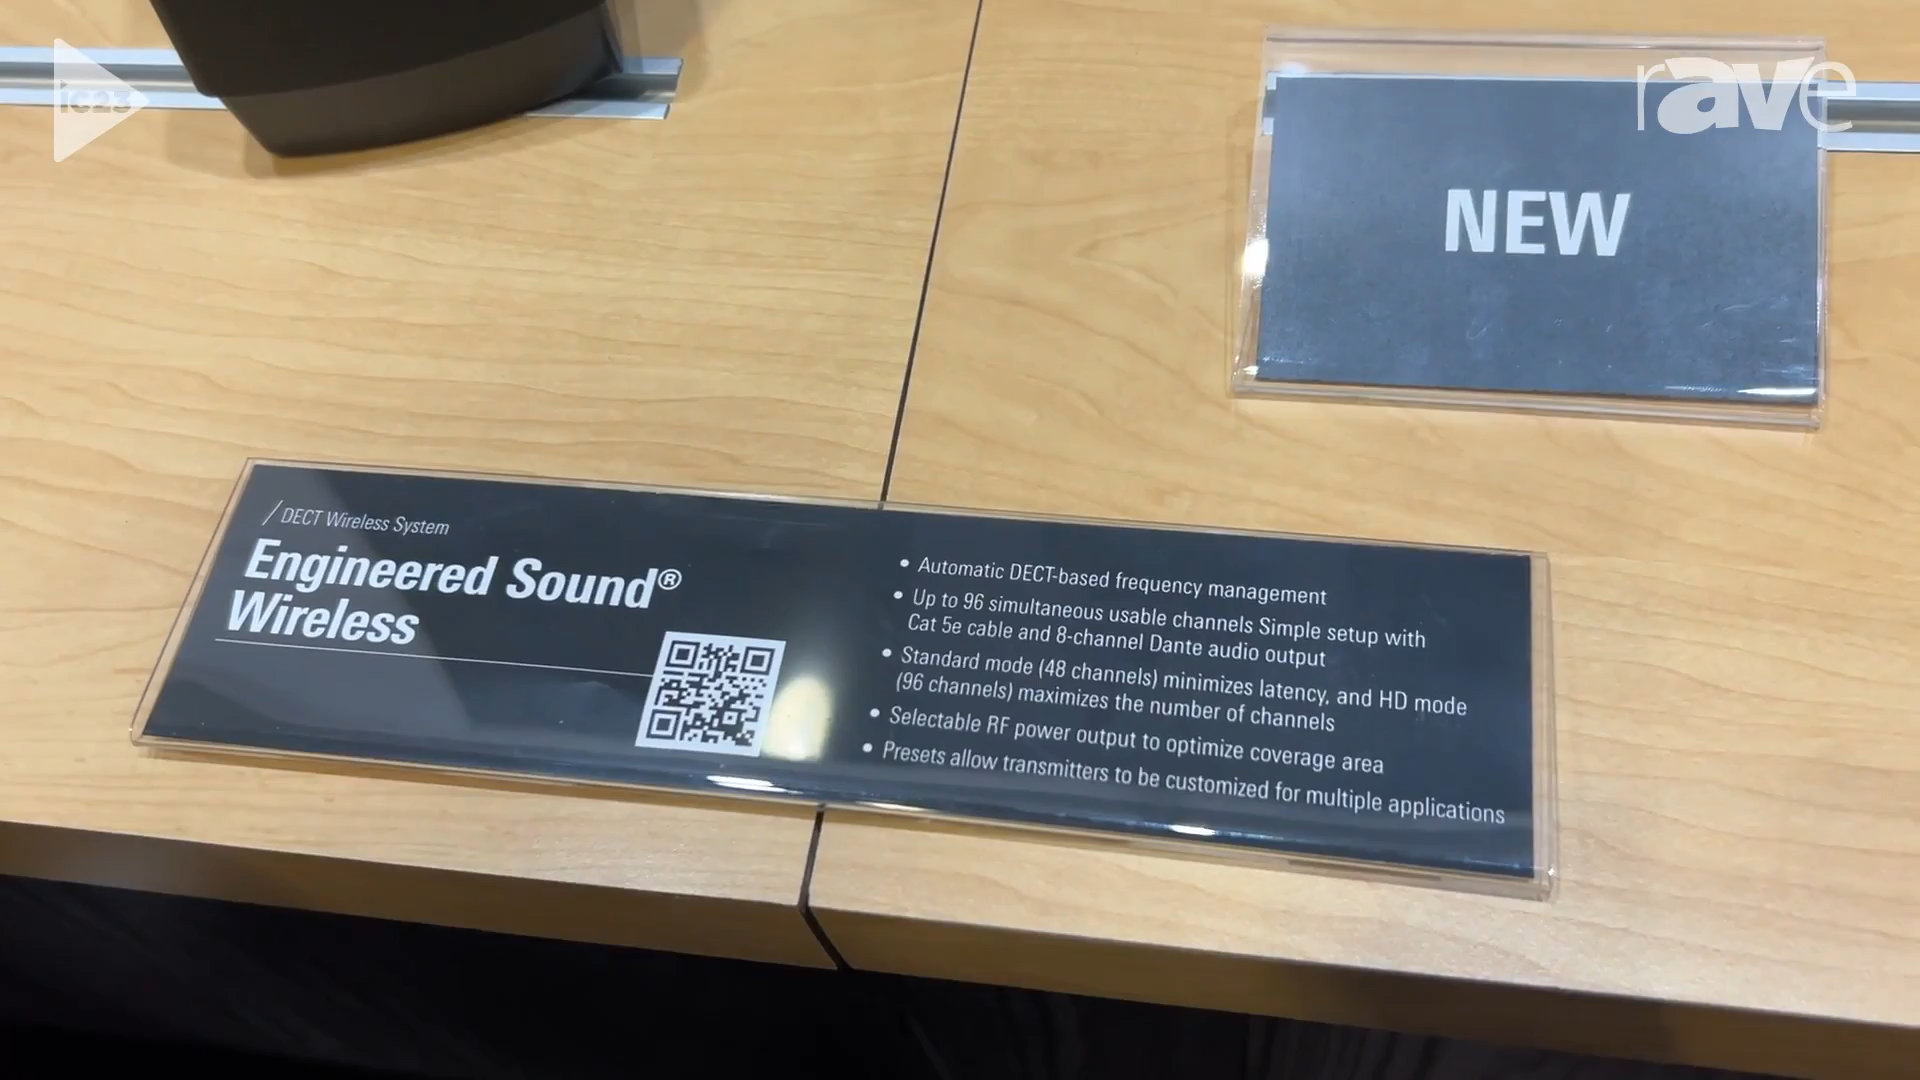 ic23
rave
NEW
/ DECT Wireless System
Engineered Sound®
Wireless
• Automatic DECT-based frequency management
• Up to 96 simultaneous usable channels Simple setup with
Cat 5e cable and 8-channel Dante audio output
• Standard mode (48 channels) minimizes latency, and HD mode
(96 channels) maximizes the number of channels
• Selectable RF power output to optimize coverage area
• Presets allow transmitters to be customized for multiple applications